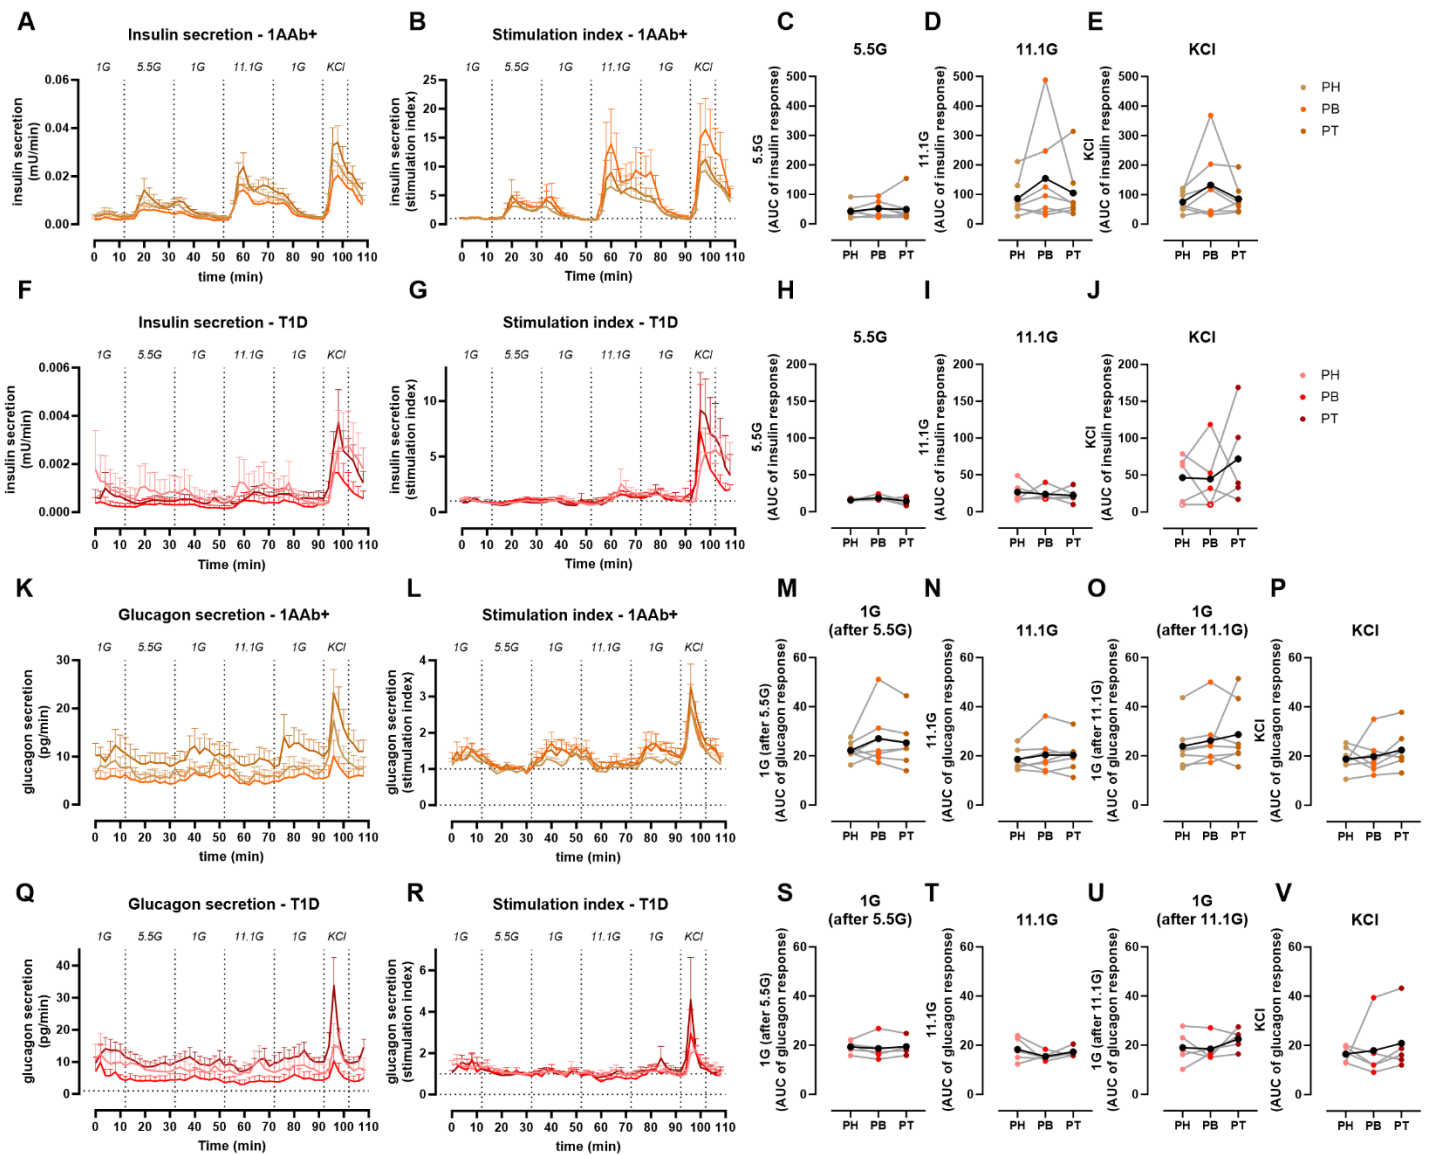 A
Insulin secretion - 1AAb+
1G 5.5G 1G 11.1G 1G KCl
insulin secretion
(mU/min)
0.06
0.04
0.02
0.00
0 10 20 30 40 50 60 70 80 90 100 110
time (min)
B
Stimulation index - 1AAb+
1G 5.5G 1G 11.1G 1G KCl
insulin secretion
(stimulation index)
25
20
15
10
5
0
0 10 20 30 40 50 60 70 80 90 100 110
Time (min)
C
5.5G
5.5G
(AUC of insulin response)
500
400
300
200
100
0
PH PB PT
D
11.1G
11.1G
(AUC of insulin response)
500
400
300
200
100
0
PH PB PT
E
KCl
KCl
(AUC of insulin response)
500
400
300
200
100
0
PH PB PT
PH
PB
PT
F
Insulin secretion - T1D
1G 5.5G 1G 11.1G 1G KCl
insulin secretion
(mU/min)
0.006
0.004
0.002
0.000
0 10 20 30 40 50 60 70 80 90 100 110
Time (min)
G
Stimulation index - T1D
1G 5.5G 1G 11.1G 1G KCl
insulin secretion
(stimulation index)
10
5
0
0 10 20 30 40 50 60 70 80 90 100 110
Time (min)
H
5.5G
5.5G
(AUC of insulin response)
200
150
100
50
0
PH PB PT
I
11.1G
11.1G
(AUC of insulin response)
200
150
100
50
0
PH PB PT
J
KCl
KCl
(AUC of insulin response)
200
150
100
50
0
PH PB PT
PH
PB
PT
K
Glucagon secretion - 1AAb+
1G 5.5G 1G 11.1G 1G KCl
glucagon secretion
(pg/min)
30
20
10
0
0 10 20 30 40 50 60 70 80 90 100 110
time (min)
L
Stimulation index - 1AAb+
1G 5.5G 1G 11.1G 1G KCl
glucagon secretion
(stimulation index)
4
3
2
1
0
0 10 20 30 40 50 60 70 80 90 100 110
time (min)
M
1G
(after 5.5G)
1G (after 5.5G)
(AUC of glucagon response)
60
40
20
0
PH PB PT
N
11.1G
11.1G
(AUC of glucagon response)
60
40
20
0
PH PB PT
O
1G
(after 11.1G)
1G (after 11.1G)
(AUC of glucagon response)
60
40
20
0
PH PB PT
P
KCl
KCl
(AUC of glucagon response)
60
40
20
0
PH PB PT
Q
Glucagon secretion - T1D
1G 5.5G 1G 11.1G 1G KCl
glucagon secretion
(pg/min)
40
30
20
10
0
0 10 20 30 40 50 60 70 80 90 100 110
Time (min)
R
Stimulation index - T1D
1G 5.5G 1G 11.1G 1G KCl
glucagon secretion
(stimulation index)
6
4
2
0
0 10 20 30 40 50 60 70 80 90 100 110
Time (min)
S
1G
(after 5.5G)
1G (after 5.5G)
(AUC of glucagon response)
60
40
20
0
PH PB PT
T
11.1G
11.1G
(AUC of glucagon response)
60
40
20
0
PH PB PT
U
1G
(after 11.1G)
1G (after 11.1G)
(AUC of glucagon response)
60
40
20
0
PH PB PT
V
KCl
KCl
(AUC of glucagon response)
60
40
20
0
PH PB PT